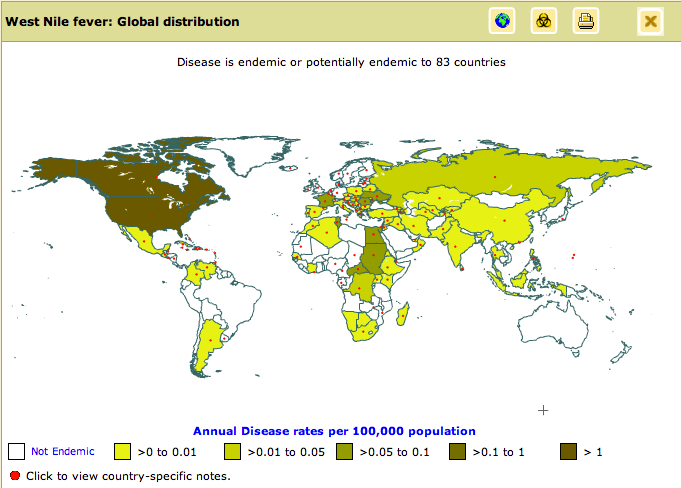 West Nile fever: Global distribution
Disease is endemic or potentially endemic to 83 countries
Annual Disease rates per 100,000 population
Not Endemic >0 to 0.01 >0.01 to 0.05 >0.05 to 0.1 >0.1 to 1 > 1
Click to view country-specific notes.